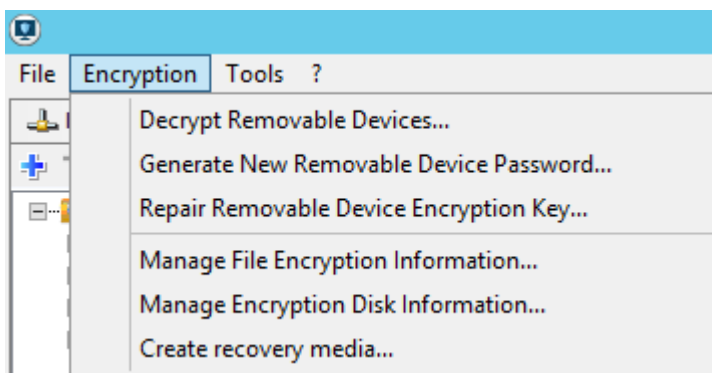 File Encryption Tools ?
Decrypt Removable Devices...
Generate New Removable Device Password...
Repair Removable Device Encryption Key...
Manage File Encryption Information...
Manage Encryption Disk Information...
Create recovery media...